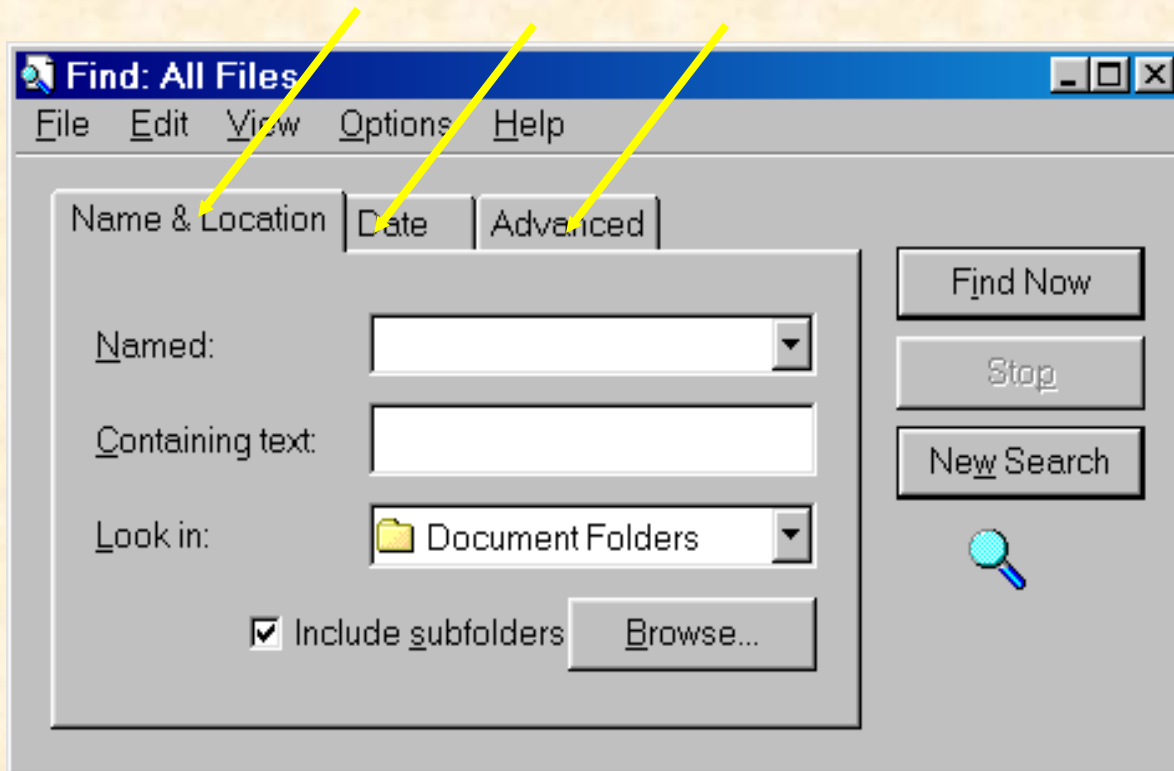 Find: All Files
File Edit View Options Help
Name & Location Date Advanced
Find Now
Named:
Stop
Containing text:
New Search
Look in: Document Folders
Include subfolders Browse...